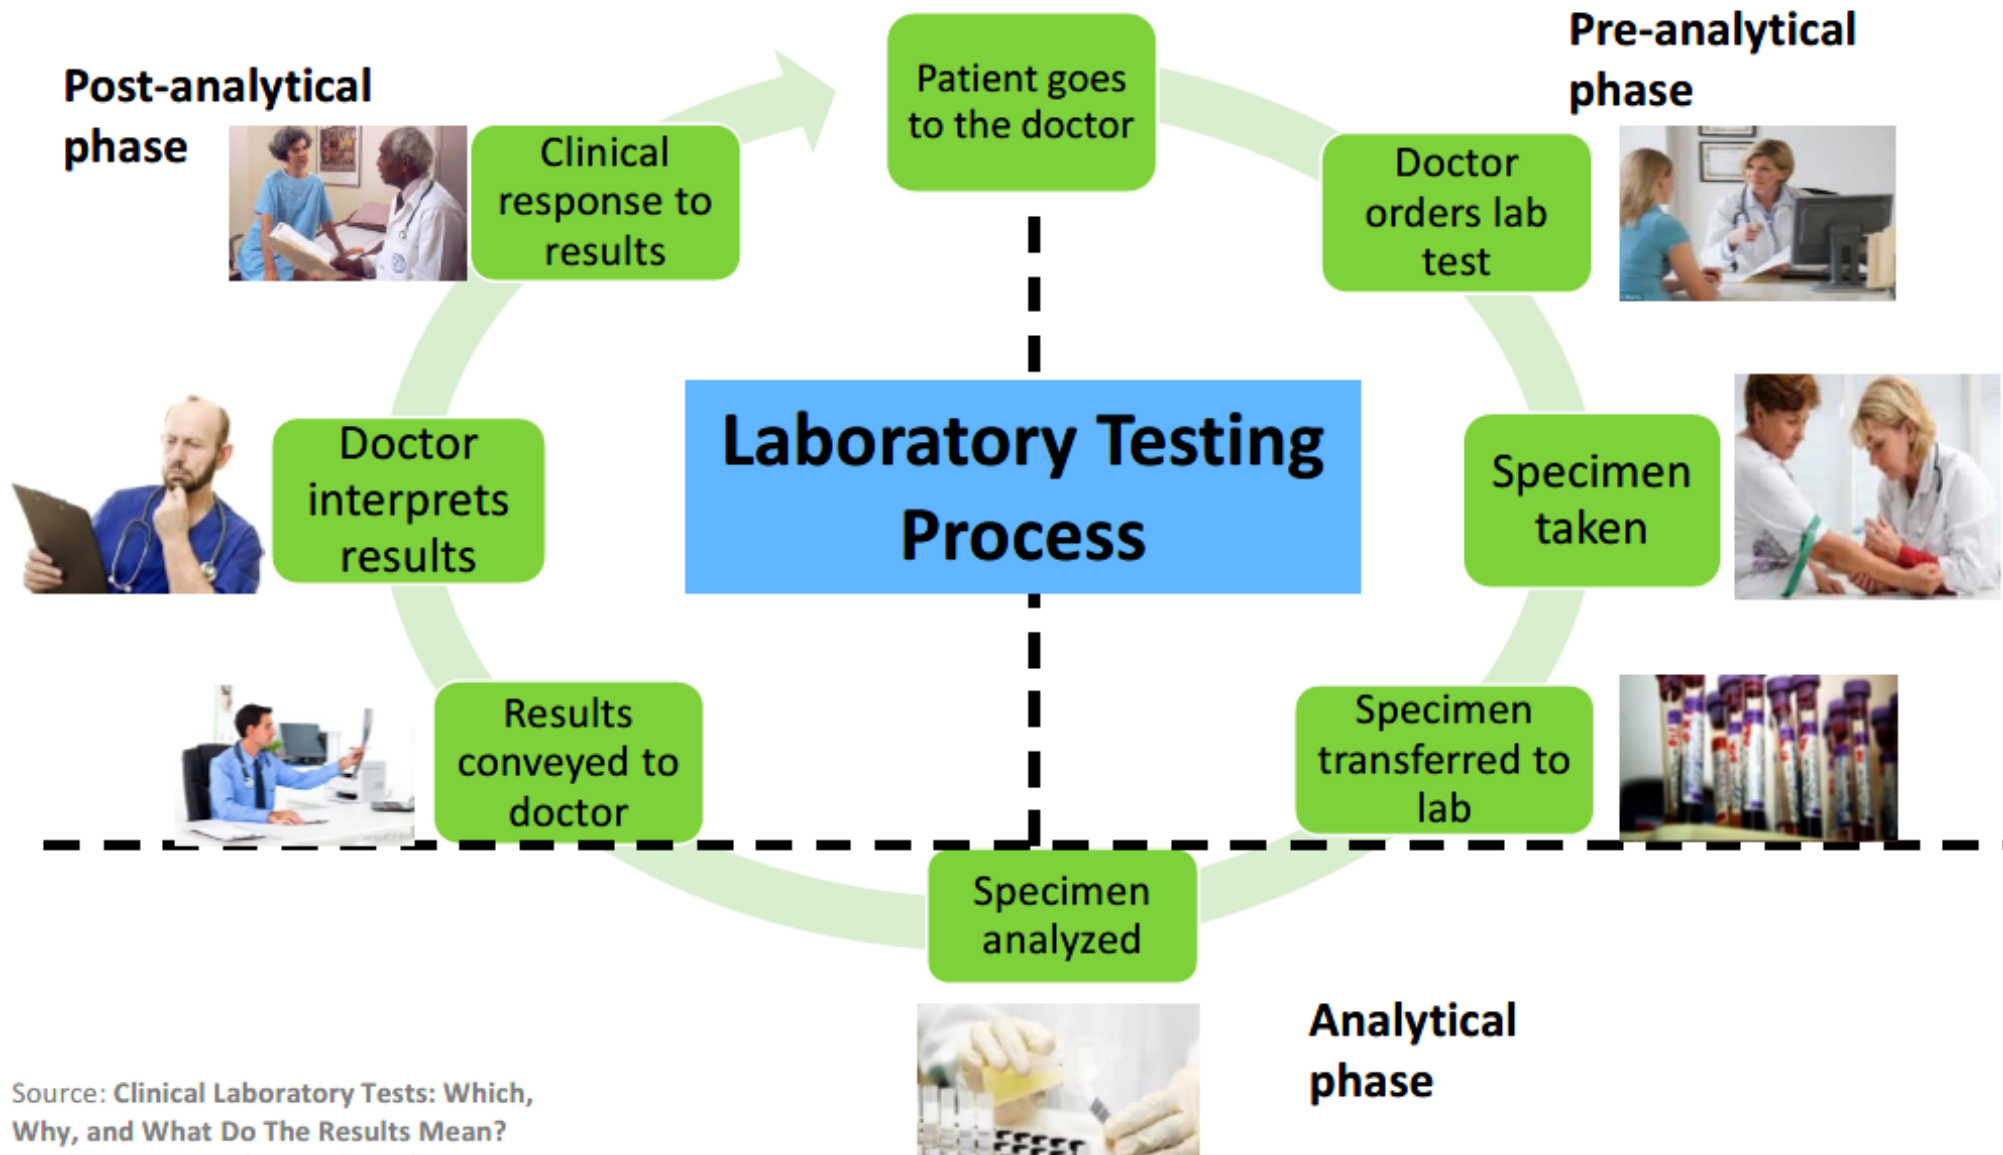 Post-analytical
phase
Pre-analytical
phase
Patient goes
to the doctor
Doctor
orders lab
test
Specimen
taken
Specimen
transferred to
lab
Specimen
analyzed
Results
conveyed to
doctor
Doctor
interprets
results
Clinical
response to
results
Laboratory Testing
Process
Analytical
phase
Source: Clinical Laboratory Tests: Which,
Why, and What Do The Results Mean?